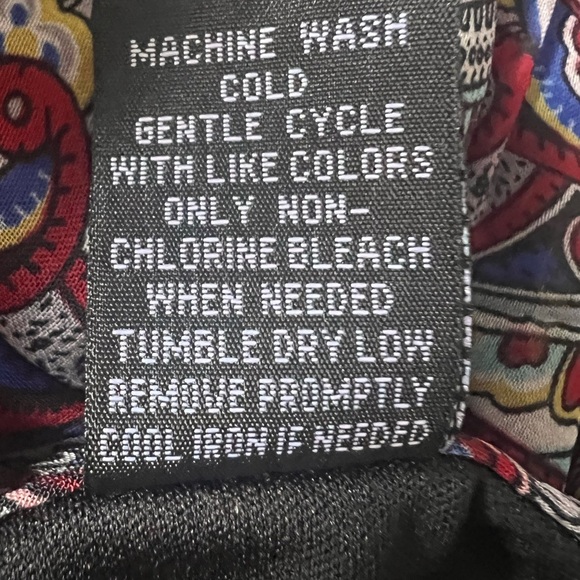 MACHINE WASH
COLD
GENTLE CYCLE
WITH LIKE COLORS
ONLY NON-
CHLORINE BLEACH
WHEN NEEDED
TUMBLE DRY LOW
REMOVE PROMPTLY
COOL IRON IF NEEDED